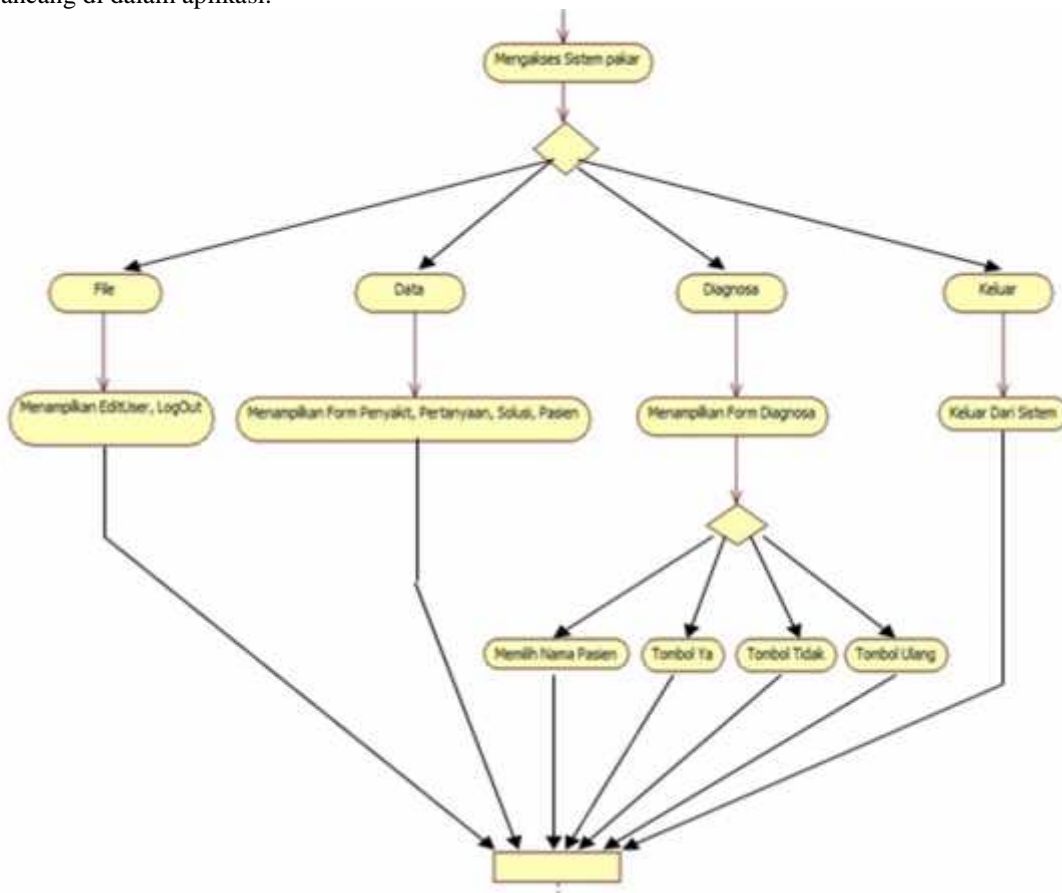 di dalam aplikasi.
Mengakses Sistem pakar
File
Data
Diagnosa
Keluar
Menampilkan EditUser, LogOut
Menampilkan Form Penyakit, Pertanyaan, Solusi, Pasien
Menampilkan Form Diagnosa
Keluar Dari Sistem
Memilih Nama Pasien
Tombol Ya
Tombol Tidak
Tombol Ulang